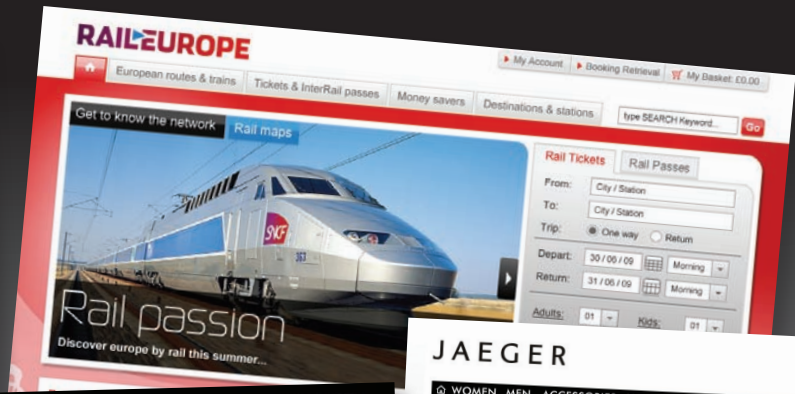 RAILEUROPE
My Account
Booking Retrieval
My Basket: £0.00
European routes & trains
Tickets & InterRail passes
Money savers
Destinations & stations
type SEARCH Keyword...
Go
Get to know the network
Rail maps
SNCF
363
Rail passion
Discover europe by rail this summer...
Rail Tickets
Rail Passes
From:
City / Station
To:
City / Station
Trip:
One way
Return
Depart:
30 / 06 / 09
Morning
Return:
31 / 06 / 09
Morning
Adults:
01
Kids:
01
JAEGER
WOMEN MEN ACCESSORIES